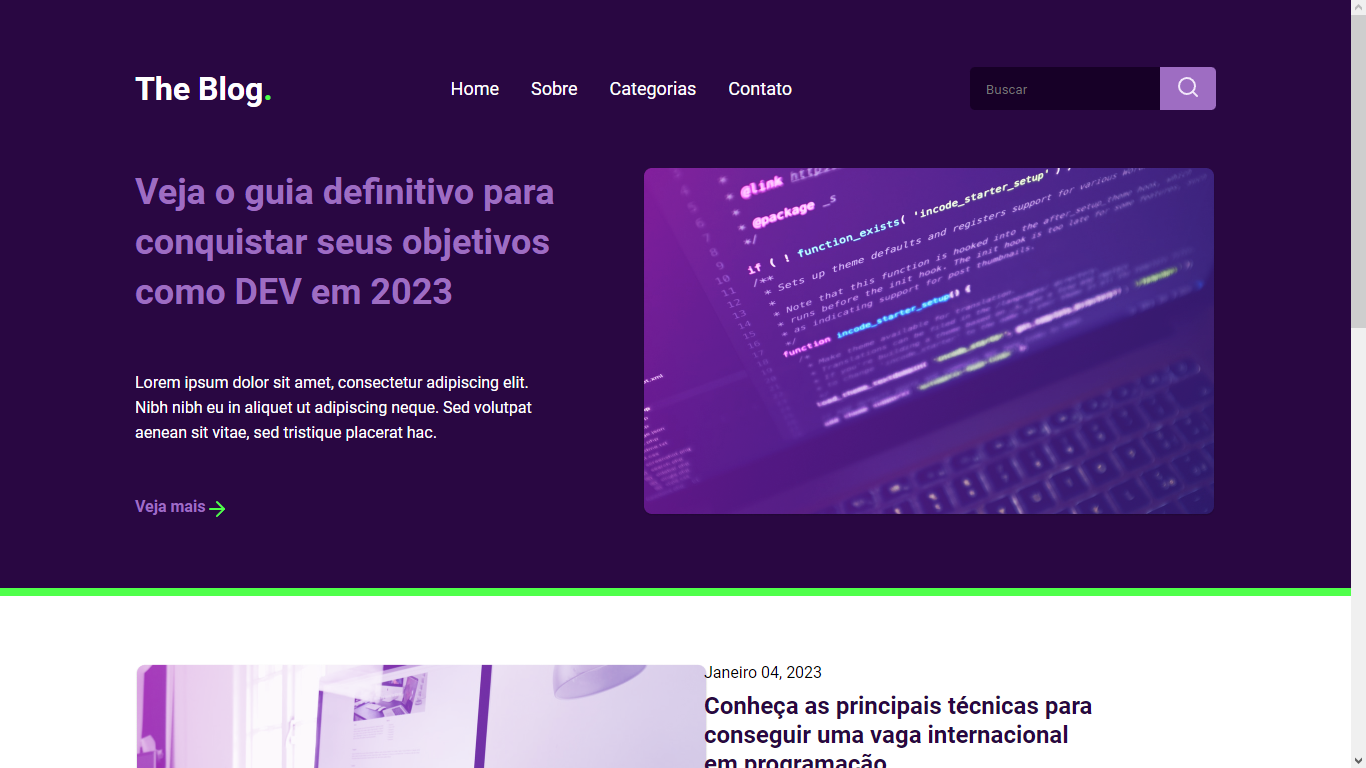 The Blog.
Home Sobre Categorias Contato
Buscar
Veja o guia definitivo para
conquistar seus objetivos
como DEV em 2023
Lorem ipsum dolor sit amet, consectetur adipiscing elit.
Nibh nibh eu in aliquet ut adipiscing neque. Sed volutpat
aenean sit vitae, sed tristique placerat hac.
Veja mais
* @link
* @package _s
*/
if ( ! function_exists( 'incode_starter_setup' ) ) :
/**
* Sets up theme defaults and registers support for various
*
* Note that this function is hooked into the after_setup_theme hook, which
* runs before the init hook. The init hook is too late for some features,
* as indicating support for post thumbnails.
*/
function incode_starter_setup() {
Janeiro 04, 2023
Conheça as principais técnicas para
conseguir uma vaga internacional
em programação